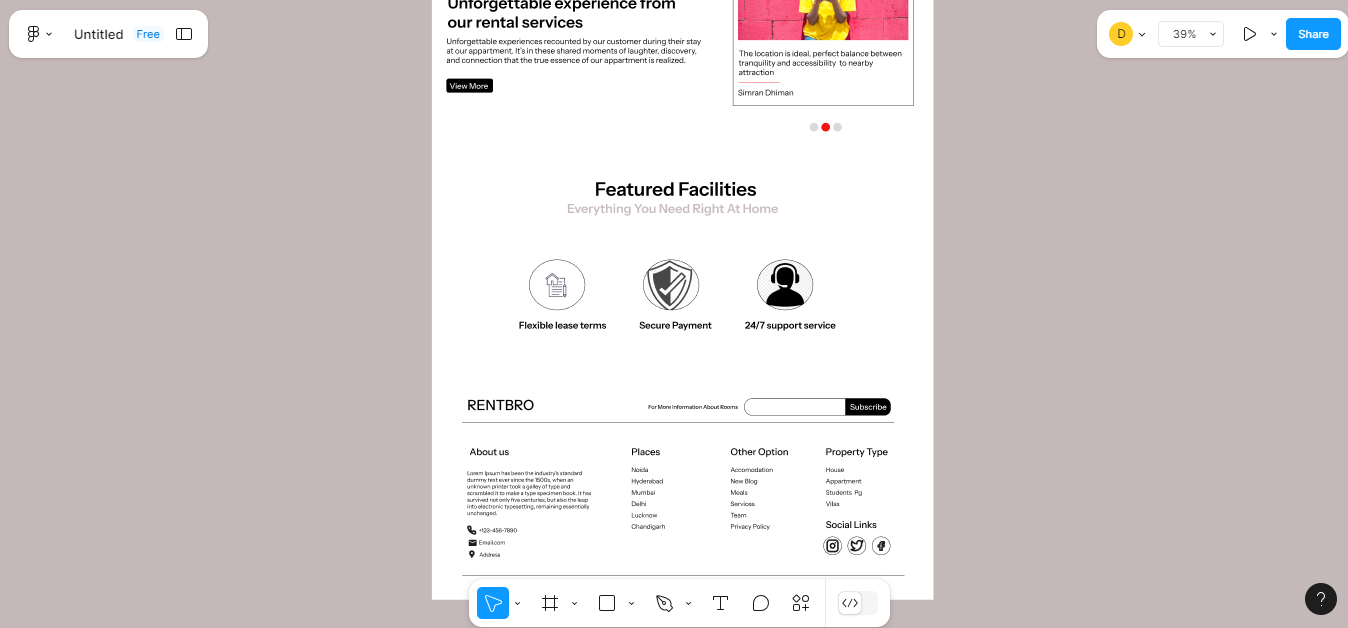 Untitled
Free
D
39%
Share
Unforgettable experience from
our rental services
Unforgettable experiences recounted by our customer during their stay
at our appartment. It's in these shared moments of laughter, discovery,
and connection that the true essence of our appartment is realized.
View More
The location is ideal, perfect balance between
tranquility and accessibility to nearby
attraction
Simran Dhiman
Featured Facilities
Everything You Need Right At Home
Flexible lease terms
Secure Payment
24/7 support service
RENTBRO
For More Information About Rooms
Subscribe
About us
Lorem Ipsum has been the industry's standard
dummy text ever since the 1500s, when an
unknown printer took a galley of type and
scrambled it to make a type specimen book. It has
survived not only five centuries, but also the leap
into electronic typesetting, remaining essentially
unchanged.
+123-456-7890
Email.com
Address
Places
Noida
Hyderabad
Mumbai
Delhi
Lucknow
Chandigarh
Other Option
Accomodation
New Blog
Meals
Services
Team
Privacy Policy
Property Type
House
Appartment
Students Pg
Vilas
Social Links